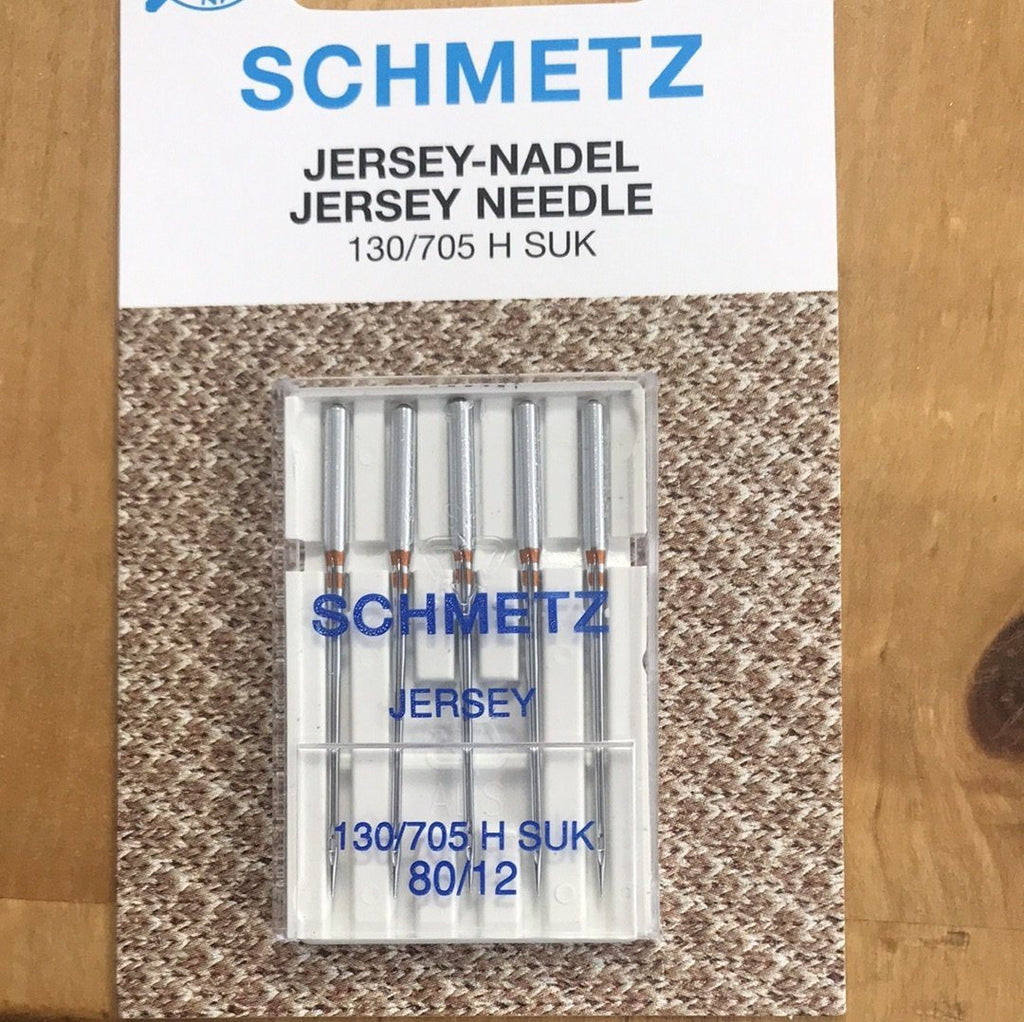 SCHMETZ
JERSEY-NADEL
JERSEY NEEDLE
130/705 H SUK
SCHMETZ
JERSEY
130/705 H SUK
80/12